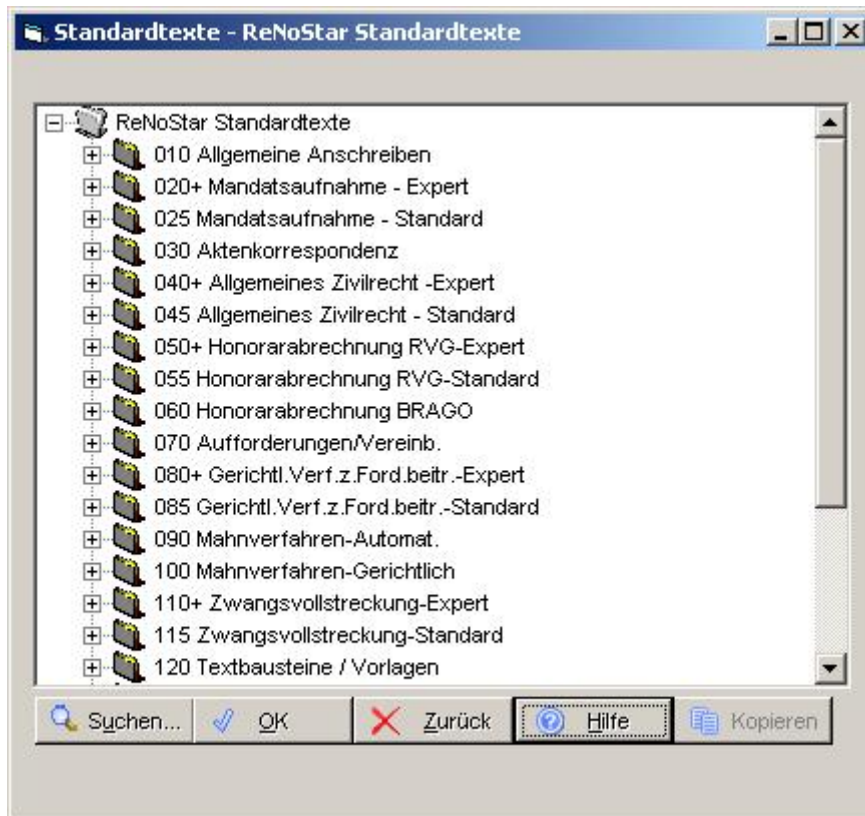 Standardtexte - ReNoStar Standardtexte
ReNoStar Standardtexte
010 Allgemeine Anschreiben
020+ Mandatsaufnahme - Expert
025 Mandatsaufnahme - Standard
030 Aktenkorrespondenz
040+ Allgemeines Zivilrecht -Expert
045 Allgemeines Zivilrecht - Standard
050+ Honorarabrechnung RVG-Expert
055 Honorarabrechnung RVG-Standard
060 Honorarabrechnung BRAGO
070 Aufforderungen/Vereinb.
080+ Gerichtl.Verf.z.Ford.beitr.-Expert
085 Gerichtl.Verf.z.Ford.beitr.-Standard
090 Mahnverfahren-Automat.
100 Mahnverfahren-Gerichtlich
110+ Zwangsvollstreckung-Expert
115 Zwangsvollstreckung-Standard
120 Textbausteine / Vorlagen
Suchen... OK Zurück Hilfe Kopieren